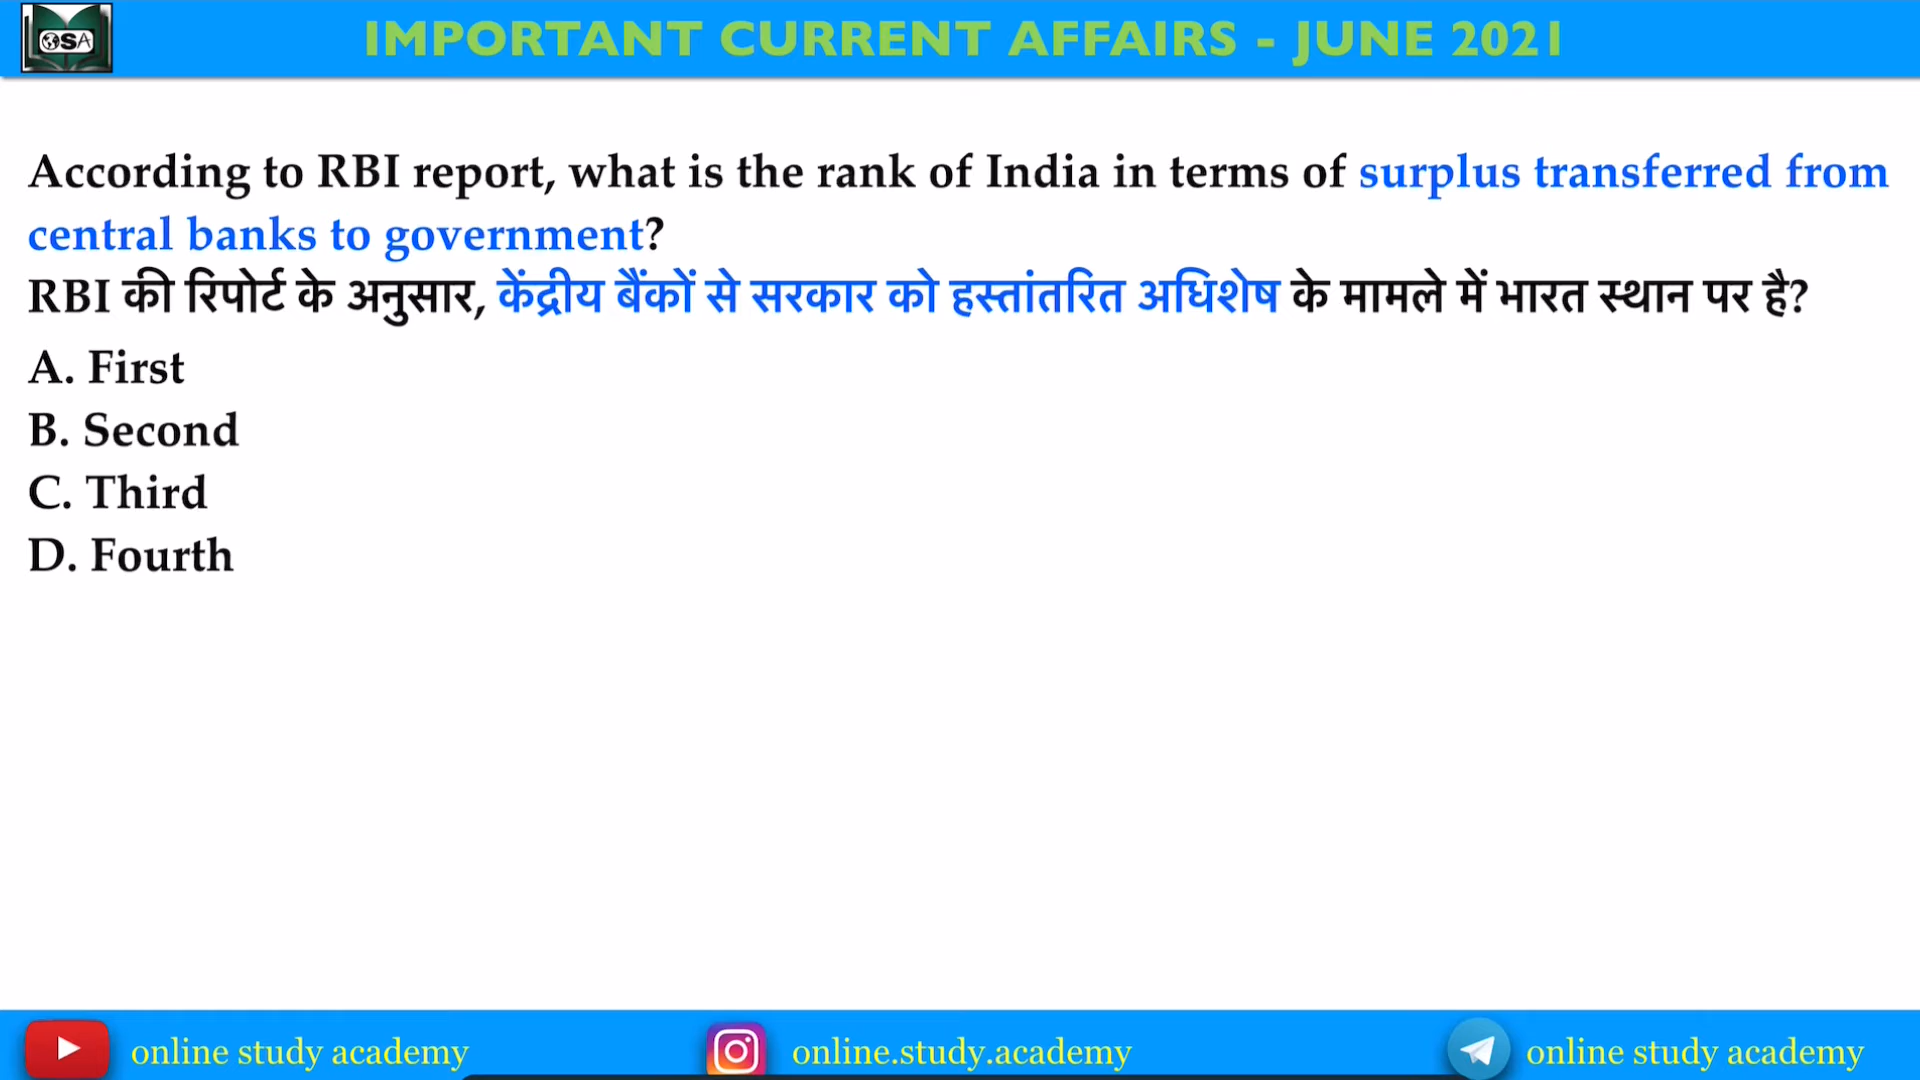 OSA
IMPORTANT CURRENT AFFAIRS - JUNE 2021
According to RBI report, what is the rank of India in terms of surplus transferred from
central banks to government?
RBI की रिपोर्ट के अनुसार, केंद्रीय बैंकों से सरकार को हस्तांतरित अधिशेष के मामले में भारत स्थान पर है?
A. First
B. Second
C. Third
D. Fourth
online study academy
online.study.academy
online study academy